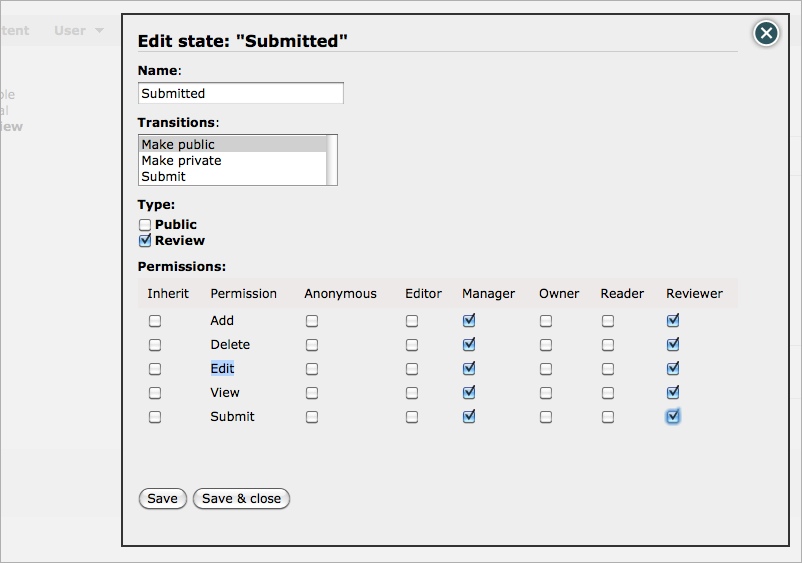 tent User
Edit state: "Submitted"
ple
al
iew
Name:
Submitted
Transitions:
Make public
Make private
Submit
Type:
Public
Review
Permissions:
Inherit Permission Anonymous Editor Manager Owner Reader Reviewer
Add
Delete
Edit
View
Submit
Save Save & close